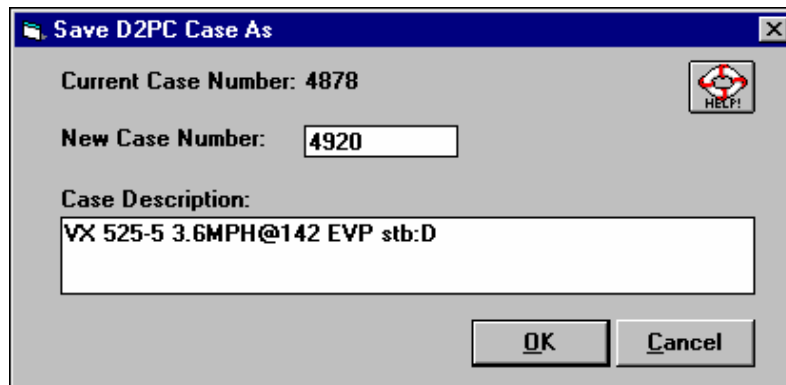 Save D2PC Case As
Current Case Number: 4878
HELP!
New Case Number: 4920
Case Description:
VX 525-5 3.6MPH@142 EVP stb:D
OK Cancel